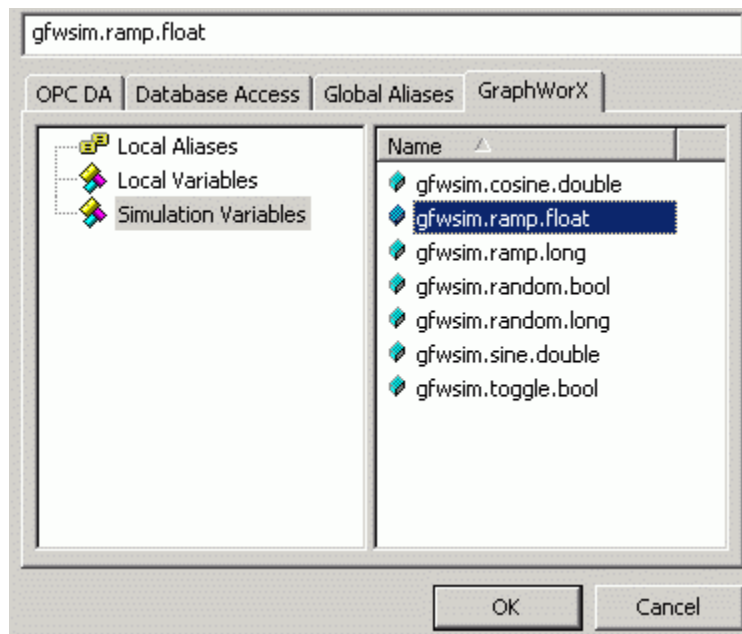 gfwsim.ramp.float
OPC DA Database Access Global Aliases GraphWorX
Local Aliases
Local Variables
Simulation Variables
Name
gfwsim.cosine.double
gfwsim.ramp.float
gfwsim.ramp.long
gfwsim.random.bool
gfwsim.random.long
gfwsim.sine.double
gfwsim.toggle.bool
OK Cancel